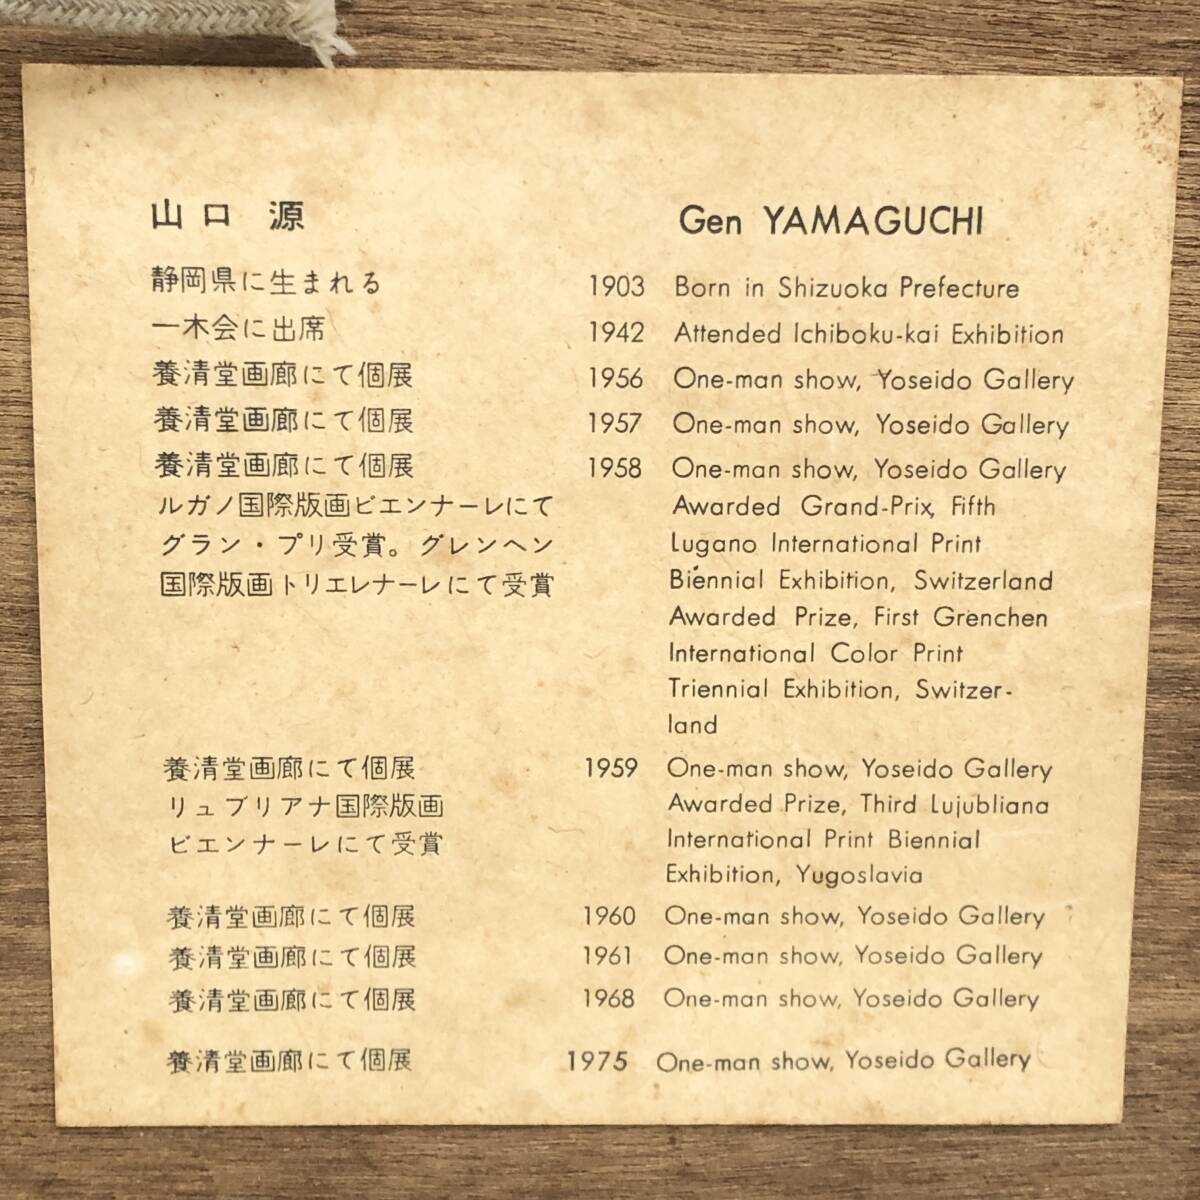 山口 源 Gen YAMAGUCHI
静岡県に生まれる 1903 Born in Shizuoka Prefecture
一木会に出席 1942 Attended Ichiboku-kai Exhibition
養清堂画廊にて個展 1956 One-man show, Yoseido Gallery
養清堂画廊にて個展 1957 One-man show, Yoseido Gallery
養清堂画廊にて個展 1958 One-man show, Yoseido Gallery
ルガノ国際版画ビエンナーレにて Awarded Grand-Prix, Fifth
グラン・プリ受賞。グレンヘン Lugano International Print
国際版画トリエレナーレにて受賞 Biennial Exhibition, Switzerland
Awarded Prize, First Grenchen
International Color Print
Triennial Exhibition, Switzer-
land
養清堂画廊にて個展 1959 One-man show, Yoseido Gallery
リュブリアナ国際版画 Awarded Prize, Third Lujubliana
ビエンナーレにて受賞 International Print Biennial
Exhibition, Yugoslavia
養清堂画廊にて個展 1960 One-man show, Yoseido Gallery
養清堂画廊にて個展 1961 One-man show, Yoseido Gallery
養清堂画廊にて個展 1968 One-man show, Yoseido Gallery
養清堂画廊にて個展 1975 One-man show, Yoseido Gallery